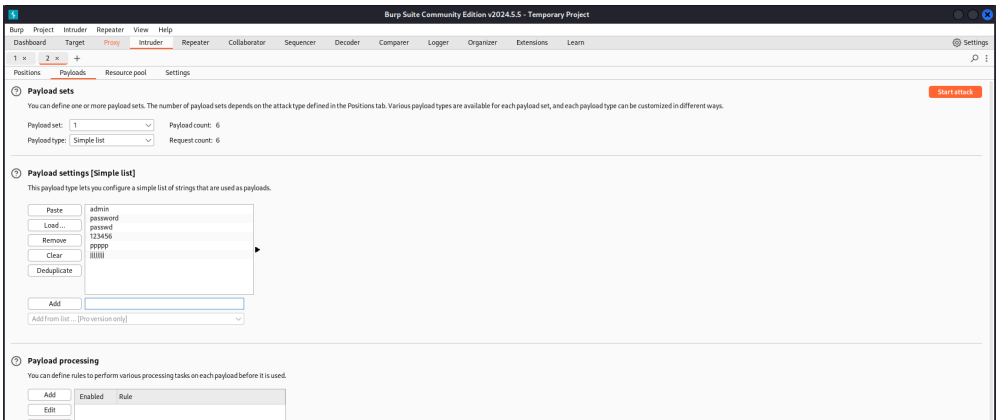 Burp Suite Community Edition v2024.5.5 - Temporary Project
Burp Project Intruder Repeater View Help
Dashboard Target Proxy Intruder Repeater Collaborator Sequencer Decoder Comparer Logger Organizer Extensions Learn Settings
1 × 2 × +
Positions Payloads Resource pool Settings
Payload sets
Start attack
You can define one or more payload sets. The number of payload sets depends on the attack type defined in the Positions tab. Various payload types are available for each payload set, and each payload type can be customized in different ways.
Payload set: 1 Payload count: 6
Payload type: Simple list Request count: 6
Payload settings [Simple list]
This payload type lets you configure a simple list of strings that are used as payloads.
Paste
Load...
Remove
Clear
Deduplicate
admin
password
passwd
123456
ppppp
Add
Add from list ... [Pro version only]
Payload processing
You can define rules to perform various processing tasks on each payload before it is used.
Add Enabled Rule
Edit